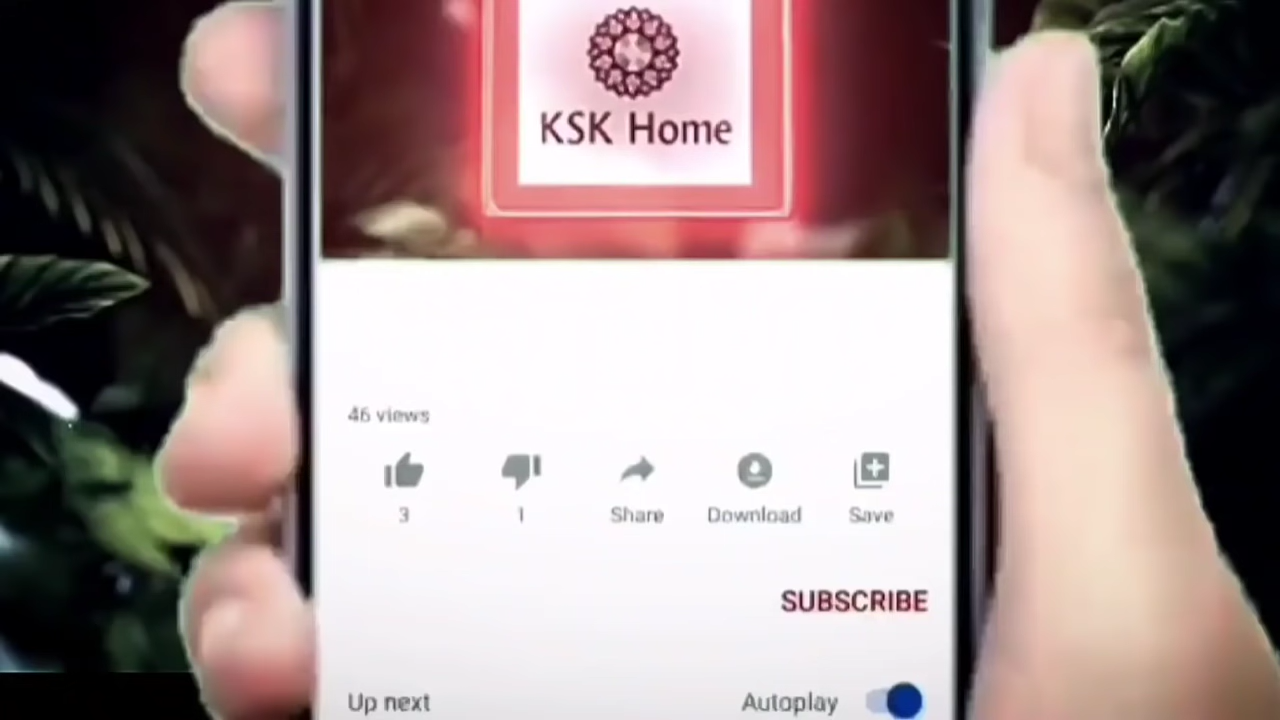 KSK Home
46 views
3
1
Share
Download
Save
SUBSCRIBE
Up next
Autoplay